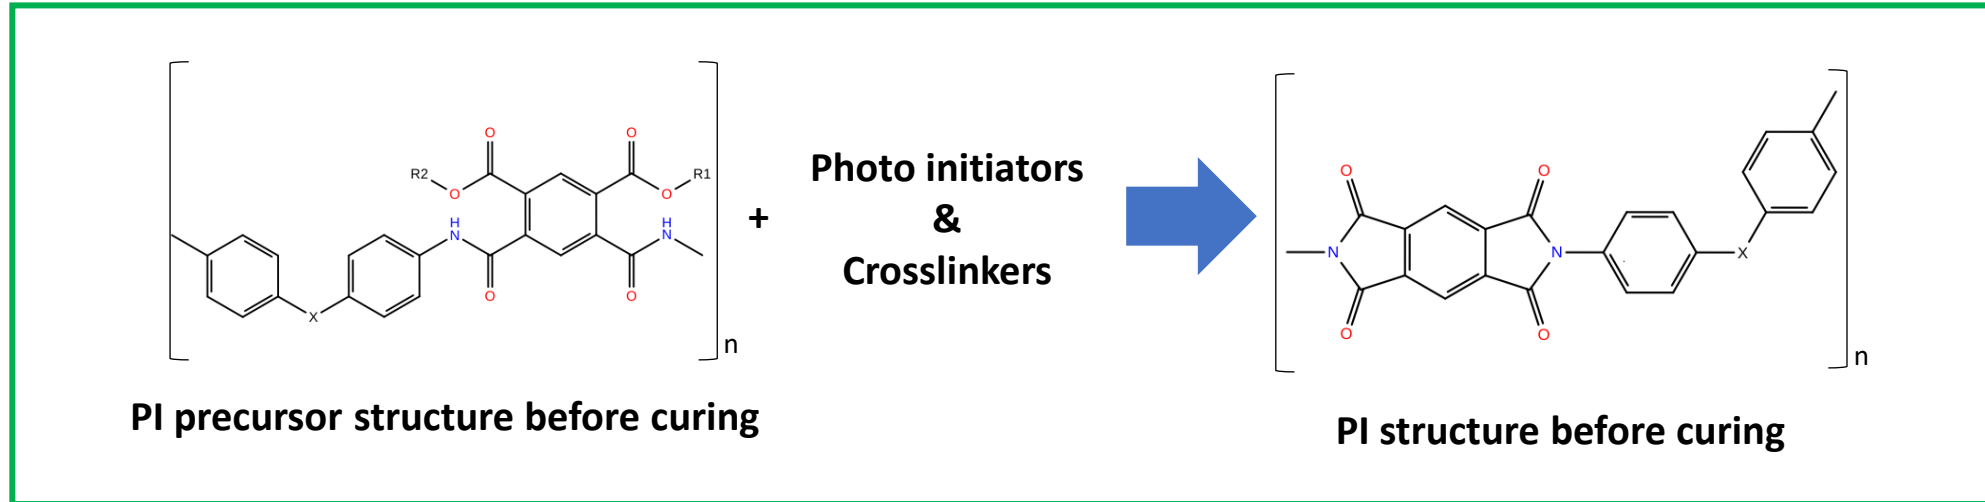 O
O
R2
O
O
R1
H
N
H
N
O
O
X
n
PI precursor structure before curing
+
Photo initiators
&
Crosslinkers
O
O
N
N
X
O
O
n
PI structure before curing